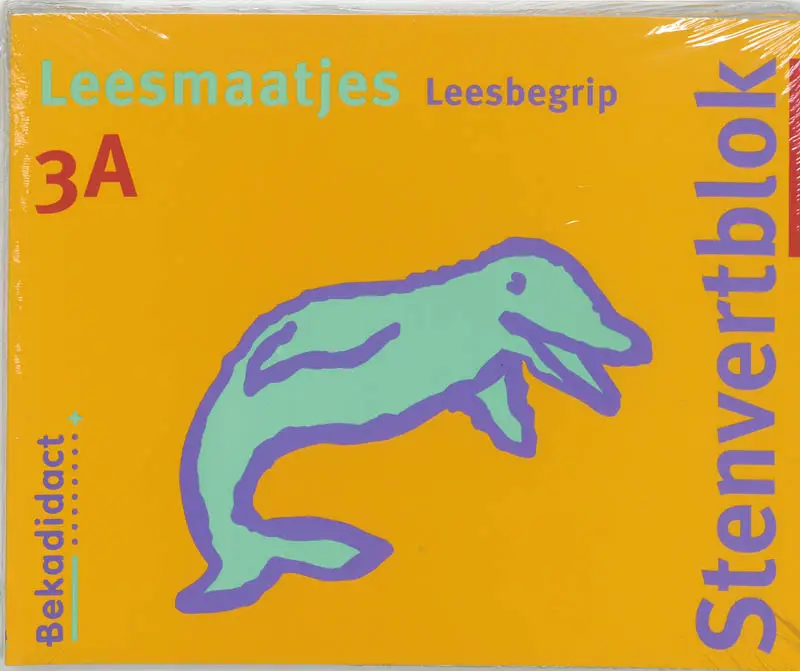 Leesmaatjes Leesbegrip
3A
Stenvertblok
Bekadidact